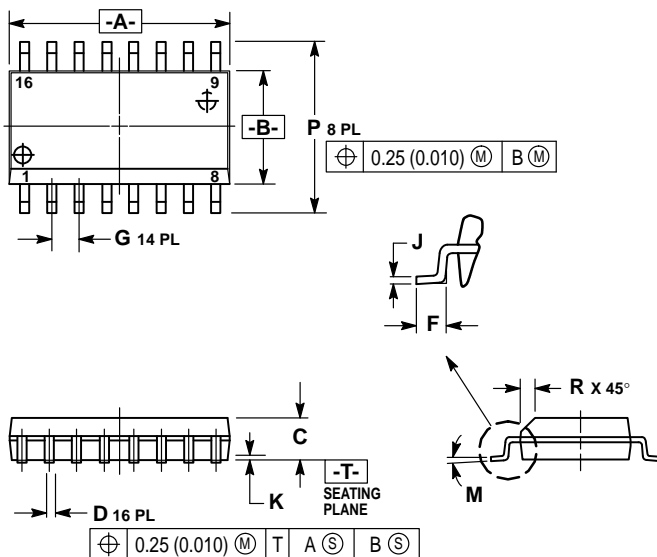 -A-
16 9
-B- P 8 PL
⌖ 0.25 (0.010) Ⓜ B Ⓜ
1 8
G 14 PL
J
F
R X 45°
C
-T-
K SEATING
PLANE
M
D 16 PL
⌖ 0.25 (0.010) Ⓜ T A Ⓢ B Ⓢ